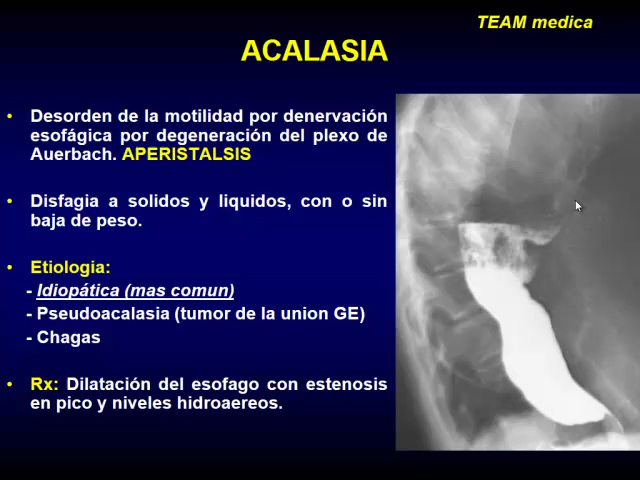 TEAM medica
ACALASIA
• Desorden de la motilidad por denervación
esofágica por degeneración del plexo de
Auerbach. APERISTALSIS
• Disfagia a solidos y liquidos, con o sin
baja de peso.
• Etiologia:
- Idiopática (mas comun)
- Pseudoacalasia (tumor de la union GE)
- Chagas
• Rx: Dilatación del esofago con estenosis
en pico y niveles hidroaereos.